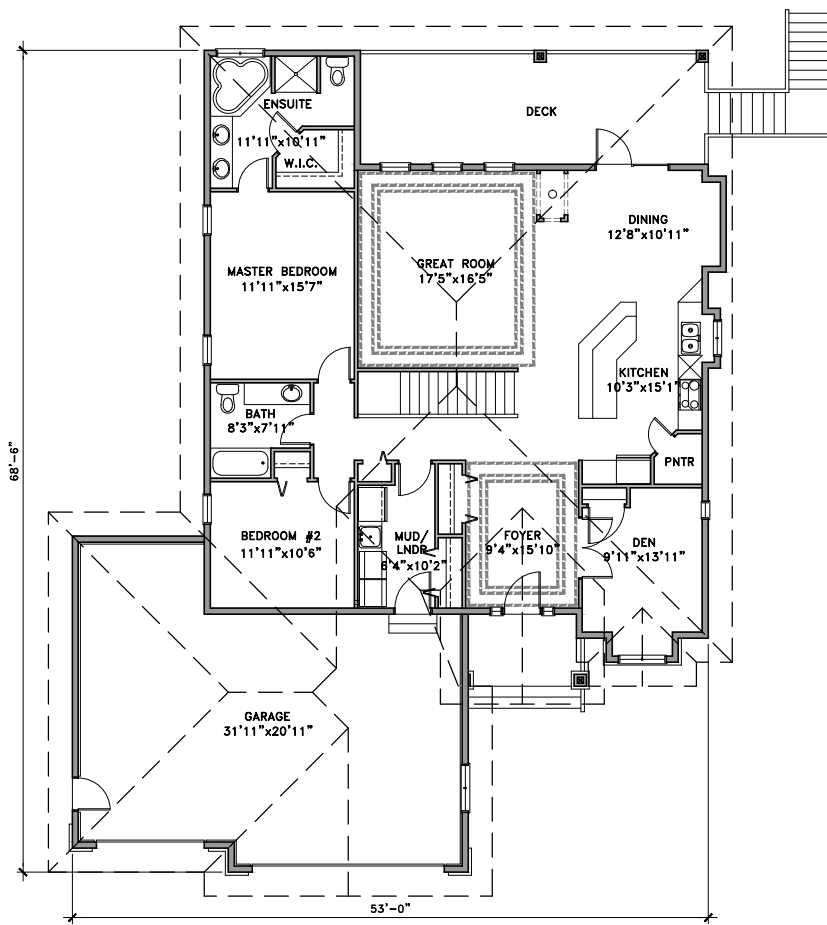 DECK
ENSUITE
11'11"x10'11"
W.I.C.
DINING
12'8"x10'11"
GREAT ROOM
17'5"x16'5"
MASTER BEDROOM
11'11"x15'7"
KITCHEN
10'3"x15'1"
BATH
8'3"x7'11"
PNTR
68'-6"
BEDROOM #2
11'11"x10'6"
MUD/
LNDR
6'4"x10'2"
FOYER
9'4"x15'10"
DEN
9'11"x13'11"
GARAGE
31'11"x20'11"
53'-0"